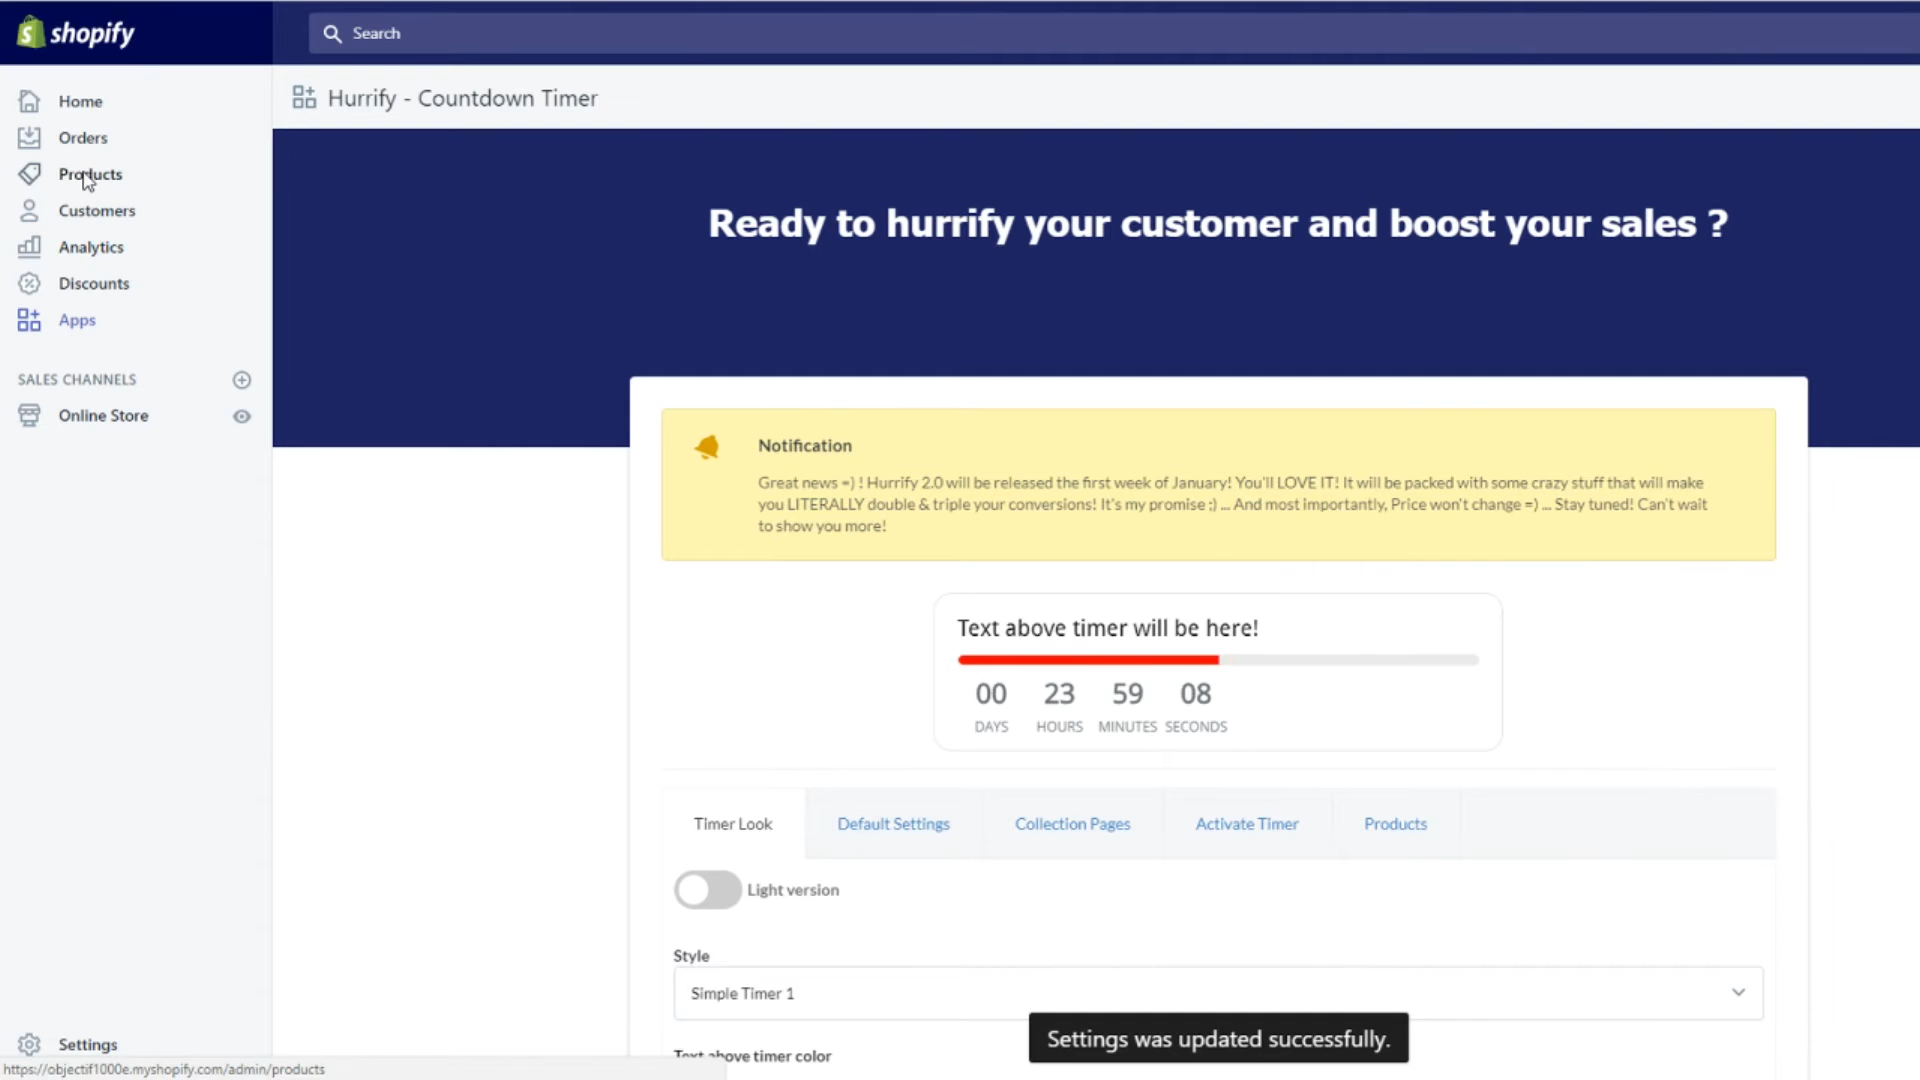 shopify
Search
Home
Orders
Products
Customers
Analytics
Discounts
Apps
SALES CHANNELS
Online Store
Settings
https://objectif1000e.myshopify.com/admin/products
Hurrify - Countdown Timer
Ready to hurrify your customer and boost your sales ?
Notification
Great news =) ! Hurrify 2.0 will be released the first week of January! You'll LOVE IT! It will be packed with some crazy stuff that will make
you LITERALLY double & triple your conversions! It's my promise ;) ... And most importantly, Price won't change =) ... Stay tuned! Can't wait
to show you more!
Text above timer will be here!
00 23 59 08
DAYS HOURS MINUTES SECONDS
Timer Look Default Settings Collection Pages Activate Timer Products
Light version
Style
Simple Timer 1
Settings was updated successfully.
Text above timer color